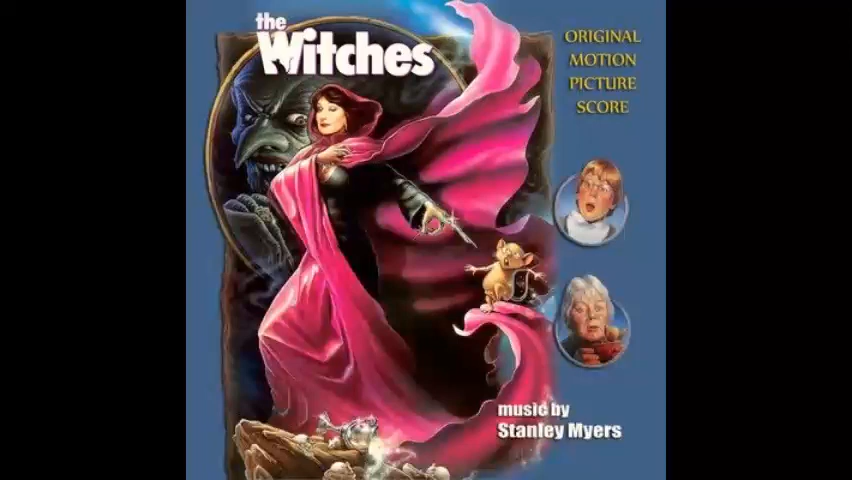 the
Witches
ORIGINAL
MOTION
PICTURE
SCORE
music by
Stanley Myers